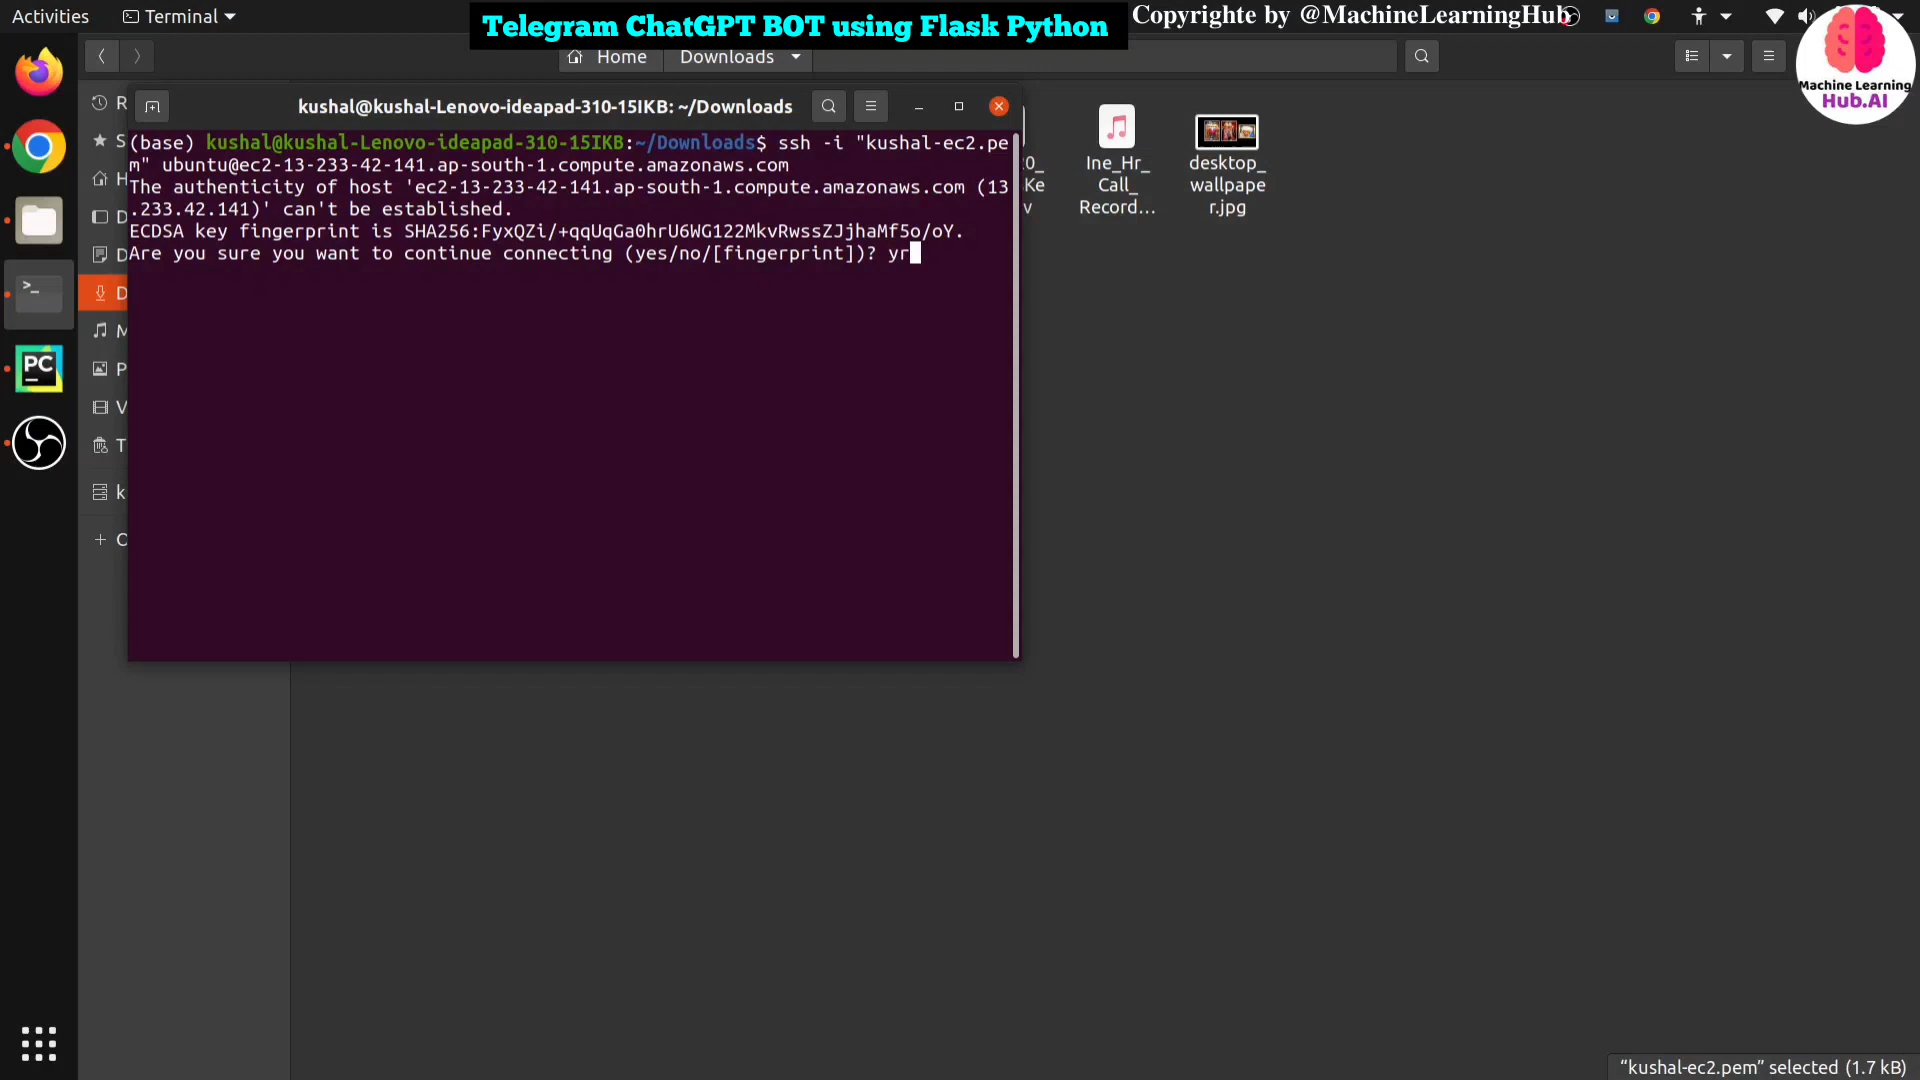 Activities
Terminal
Telegram ChatGPT BOT using Flask Python
Copyrighte by @MachineLearningHub
Machine Learning
Hub.AI
Home
Downloads
kushal@kushal-Lenovo-ideapad-310-15IKB: ~/Downloads
(base) kushal@kushal-Lenovo-ideapad-310-15IKB:~/Downloads$ ssh -i "kushal-ec2.pe
m" ubuntu@ec2-13-233-42-141.ap-south-1.compute.amazonaws.com
The authenticity of host 'ec2-13-233-42-141.ap-south-1.compute.amazonaws.com (13
.233.42.141)' can't be established.
ECDSA key fingerprint is SHA256:FyxQZi/+qqUqGa0hrU6WG122MkvRwssZJjhaMf5o/oY.
Are you sure you want to continue connecting (yes/no/[fingerprint])? yr
R
S
H
D
D
D
M
P
V
T
k
+ O
PC
0_
Ke
v
Ine_Hr_
Call_
Record...
desktop_
wallpape
r.jpg
"kushal-ec2.pem" selected (1.7 kB)